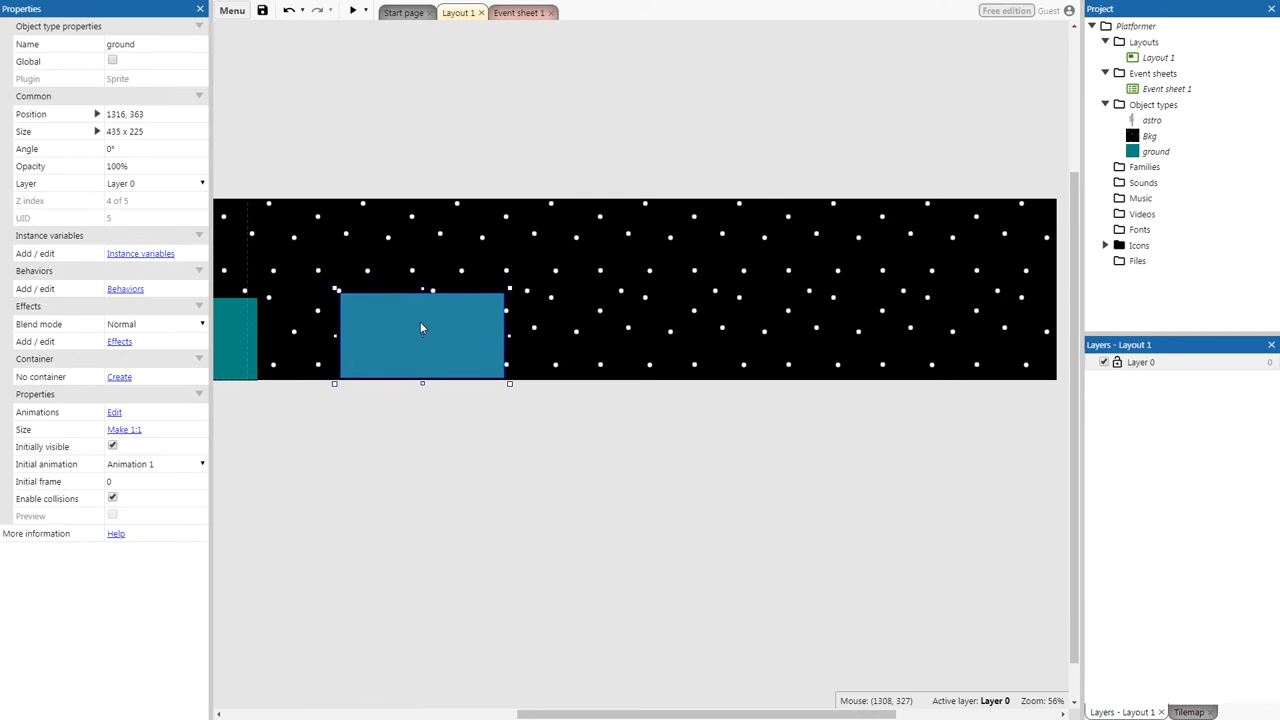 Properties
Object type properties
Name ground
Global
Plugin Sprite
Common
Position 1316, 363
Size 435 x 225
Angle 0°
Opacity 100%
Layer Layer 0
Z index 4 of 5
UID 5
Instance variables
Add / edit Instance variables
Behaviors
Add / edit Behaviors
Effects
Blend mode Normal
Add / edit Effects
Container
No container Create
Properties
Animations Edit
Size Make 1:1
Initially visible
Initial animation Animation 1
Initial frame 0
Enable collisions
Preview
More information Help
Menu
Free edition Guest
Start page Layout 1 Event sheet 1
Mouse: (1308, 327) Active layer: Layer 0 Zoom: 56%
Project
Platformer
Layouts
Layout 1
Event sheets
Event sheet 1
Object types
astro
Bkg
ground
Families
Sounds
Music
Videos
Fonts
Icons
Files
Layers - Layout 1
Layer 0 0
Layers - Layout 1 Tilemap